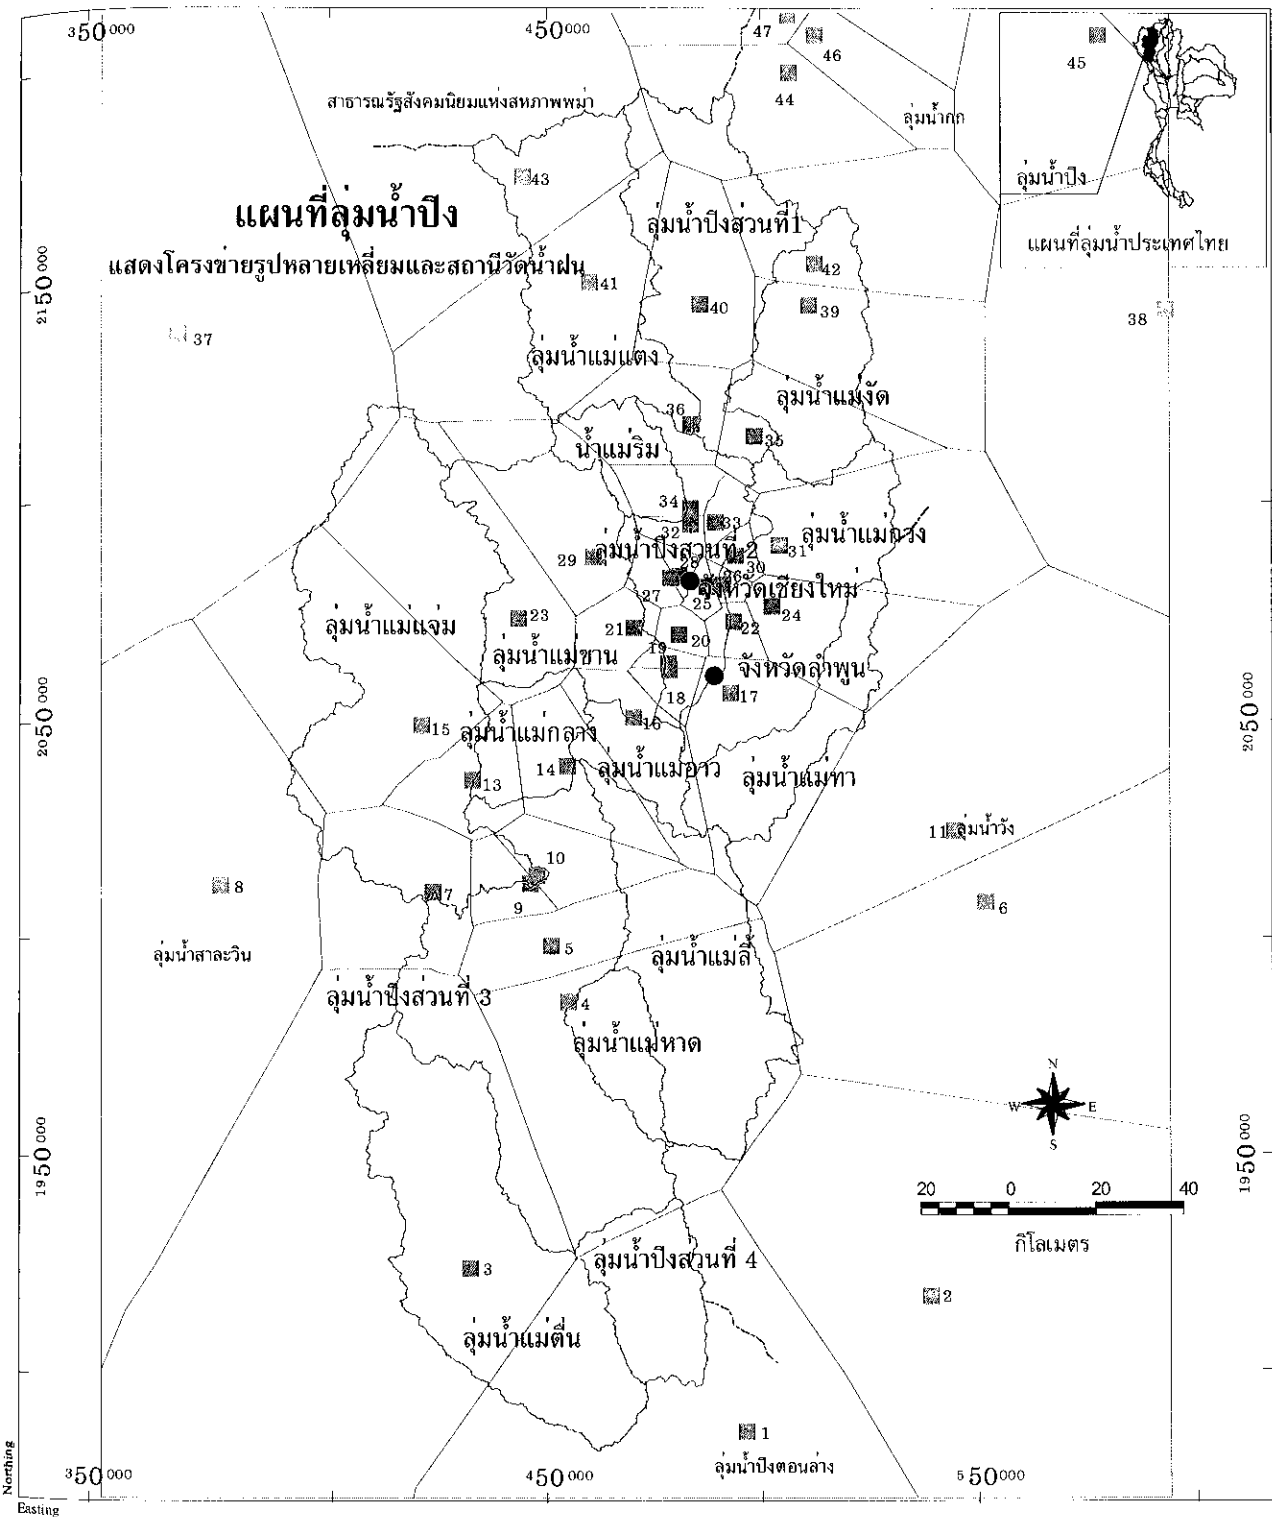 350000
450000
47
46
45
44
สาธารณรัฐสังคมนิยมแห่งสหภาพพม่า
ลุ่มน้ำกก
43
ลุ่มน้ำปิง
แผนที่ลุ่มน้ำปิง
ลุ่มน้ำปิงส่วนที่1
แผนที่ลุ่มน้ำประเทศไทย
แสดงโครงข่ายรูปหลายเหลี่ยมและสถานีวัดน้ำฝน
42
41
2150000
40
39
38
37
ลุ่มน้ำแม่แตง
ลุ่มน้ำแม่งัด
36
35
น้ำแม่ริม
34
33
32
ลุ่มน้ำแม่กวง
31
ลุ่มน้ำปิงส่วนที่ 2
29
30
28
26
จังหวัดเชียงใหม่
27
25
24
23
22
21
20
ลุ่มน้ำแม่แจ่ม
ลุ่มน้ำแม่ขาน
19
จังหวัดลำพูน
18
17
16
2050000
2050000
15
ลุ่มน้ำแม่กลาง
14
ลุ่มน้ำแม่อาว
ลุ่มน้ำแม่ทา
13
11
ลุ่มน้ำวัง
10
8
7
9
6
5
ลุ่มน้ำสาละวิน
ลุ่มน้ำแม่ลี้
ลุ่มน้ำปิงส่วนที่ 3
4
ลุ่มน้ำแม่หาด
N
W
E
S
1950000
1950000
20 0 20 40
กิโลเมตร
ลุ่มน้ำปิงส่วนที่ 4
3
2
ลุ่มน้ำแม่ตื่น
1
ลุ่มน้ำปิงตอนล่าง
350000
450000
550000
Northing
Easting